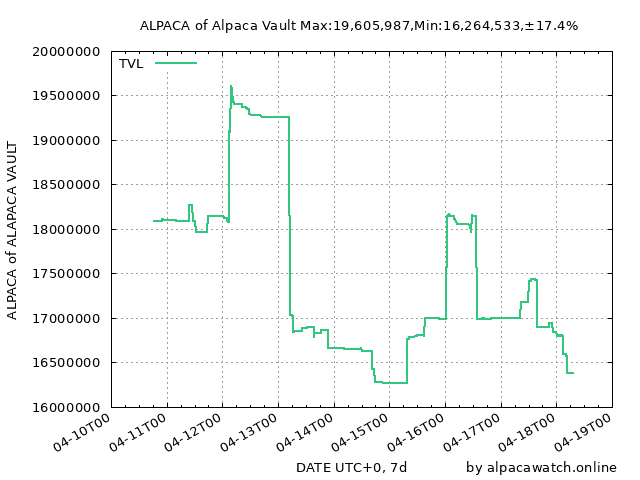 ALPACA of Alpaca Vault Max:19,605,987,Min:16,264,533,±17.4%
TVL
20000000
19500000
19000000
18500000
18000000
17500000
17000000
16500000
16000000
ALPACA of ALAPACA VAULT
04-10T00
04-11T00
04-12T00
04-13T00
04-14T00
04-15T00
04-16T00
04-17T00
04-18T00
04-19T00
DATE UTC+0, 7d
by alpacawatch.online